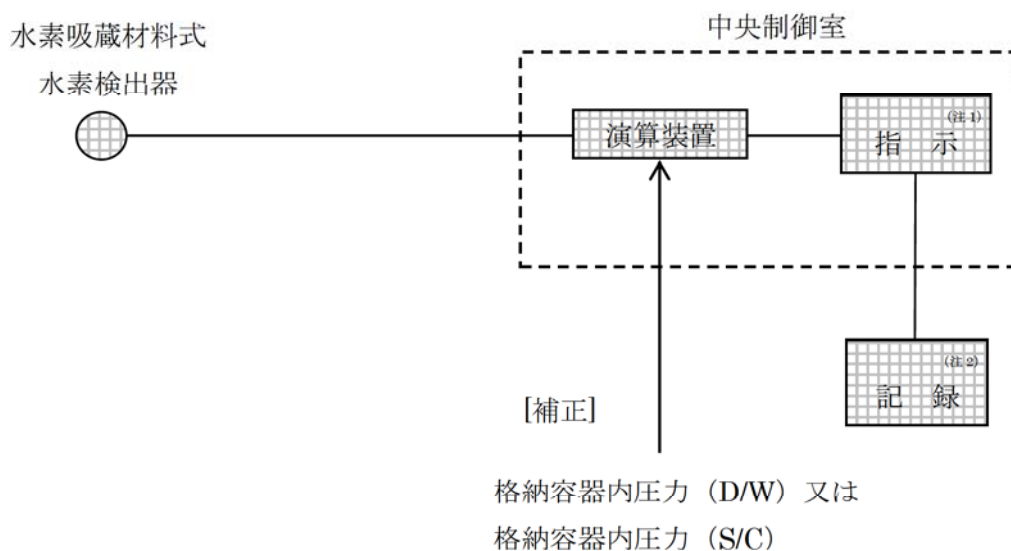 中央制御室
水素吸蔵材料式
水素検出器
演算装置
(注1)
指 示
(注2)
記 録
[補正]
格納容器内圧力（D/W）又は
格納容器内圧力（S/C）